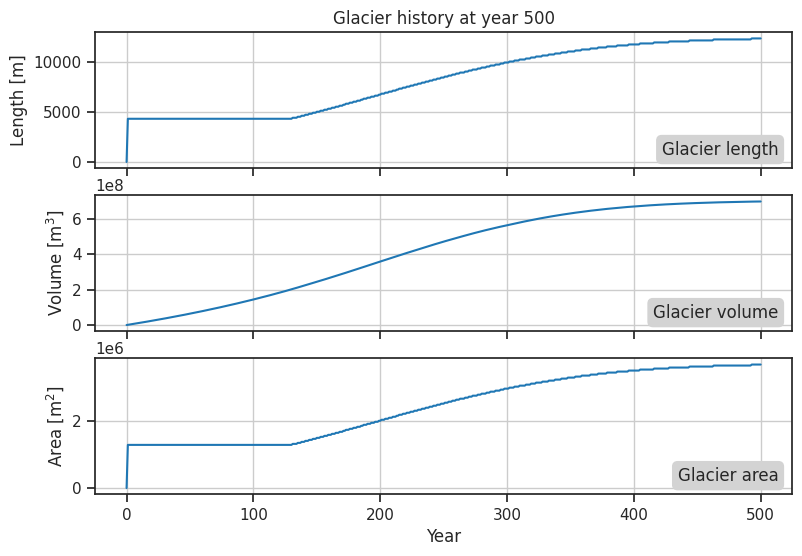 Glacier history at year 500
Length [m]
10000
5000
0
Glacier length
1e8
Volume [m³]
6
4
2
0
Glacier volume
1e6
Area [m²]
2
0
Glacier area
0 100 200 300 400 500
Year